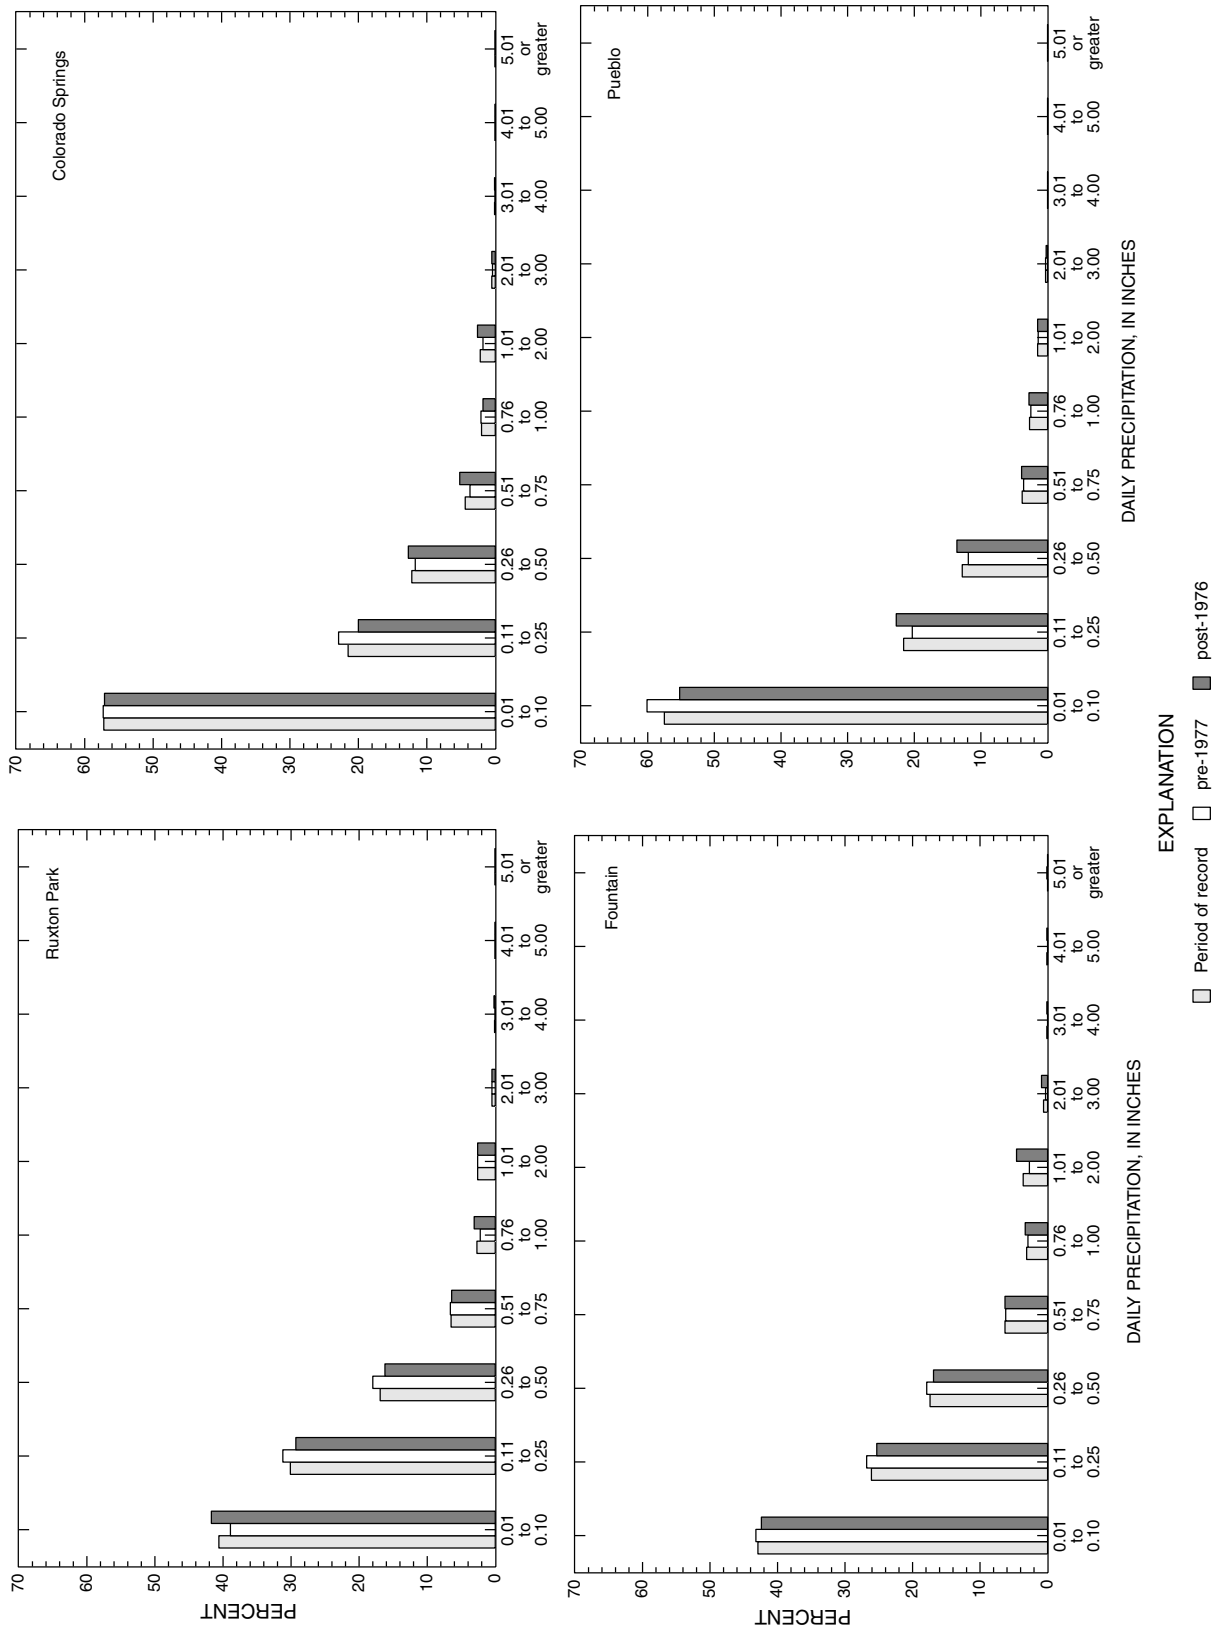 Ruxton Park
PERCENT
70
60
50
40
30
20
10
0
0.01 to 0.10
0.11 to 0.25
0.26 to 0.50
0.51 to 0.75
0.76 to 1.00
1.01 to 2.00
2.01 to 3.00
3.01 to 4.00
4.01 to 5.00
5.01 or greater
Colorado Springs
70
60
50
40
30
20
10
0
0.01 to 0.10
0.11 to 0.25
0.26 to 0.50
0.51 to 0.75
0.76 to 1.00
1.01 to 2.00
2.01 to 3.00
3.01 to 4.00
4.01 to 5.00
5.01 or greater
Fountain
PERCENT
70
60
50
40
30
20
10
0
0.01 to 0.10
0.11 to 0.25
0.26 to 0.50
0.51 to 0.75
0.76 to 1.00
1.01 to 2.00
2.01 to 3.00
3.01 to 4.00
4.01 to 5.00
5.01 or greater
DAILY PRECIPITATION, IN INCHES
Pueblo
70
60
50
40
30
20
10
0
0.01 to 0.10
0.11 to 0.25
0.26 to 0.50
0.51 to 0.75
0.76 to 1.00
1.01 to 2.00
2.01 to 3.00
3.01 to 4.00
4.01 to 5.00
5.01 or greater
DAILY PRECIPITATION, IN INCHES
EXPLANATION
Period of record
pre-1977
post-1976